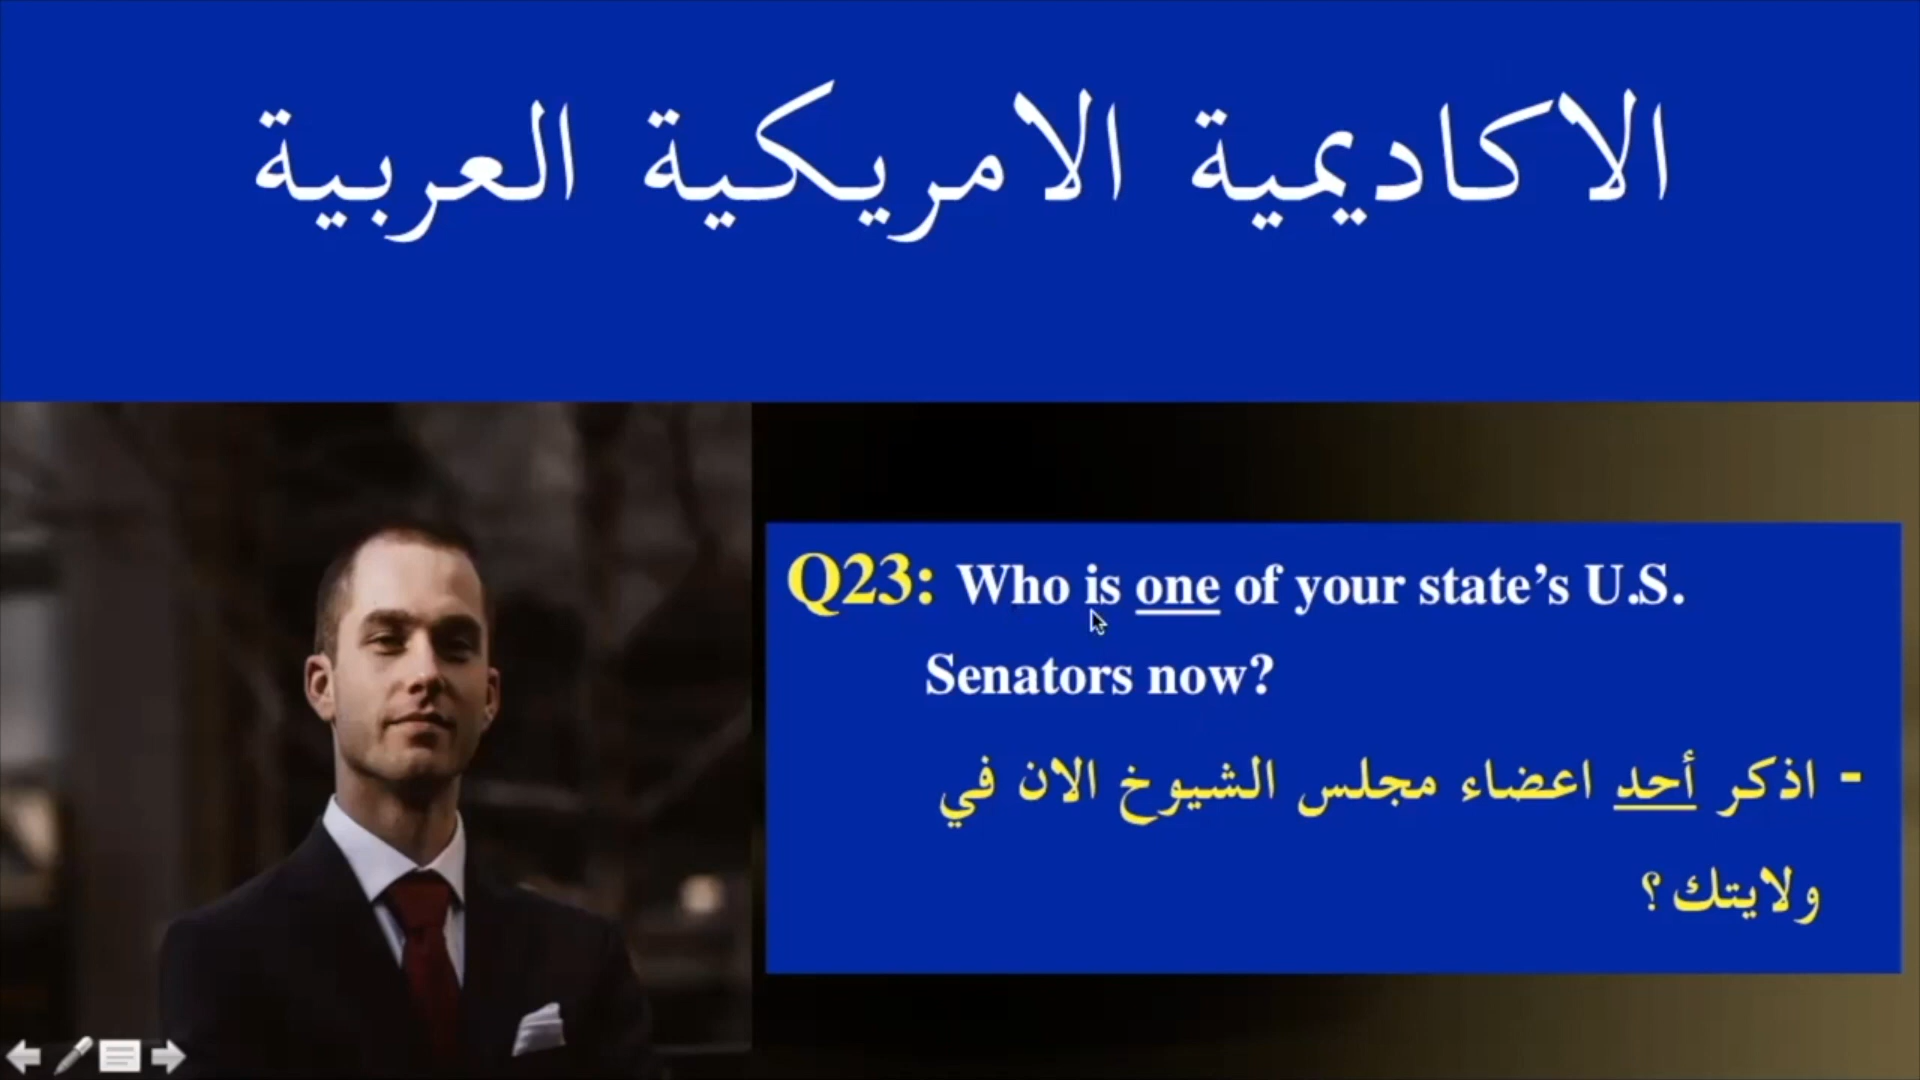 الاكاديمية الامريكية العربية
Q23: Who is one of your state’s U.S.
Senators now?
- اذكر أحد اعضاء مجلس الشيوخ الان في
ولايتك ؟